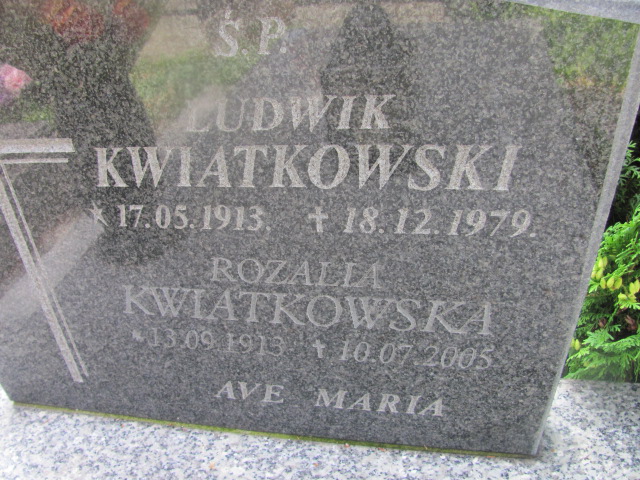 Ś.P.
LUDWIK
KWIATKOWSKI
* 17.05.1913. † 18.12.1979.
ROZALIA
KWIATKOWSKA
* 13.09.1913 † 10.07.2005
AVE MARIA